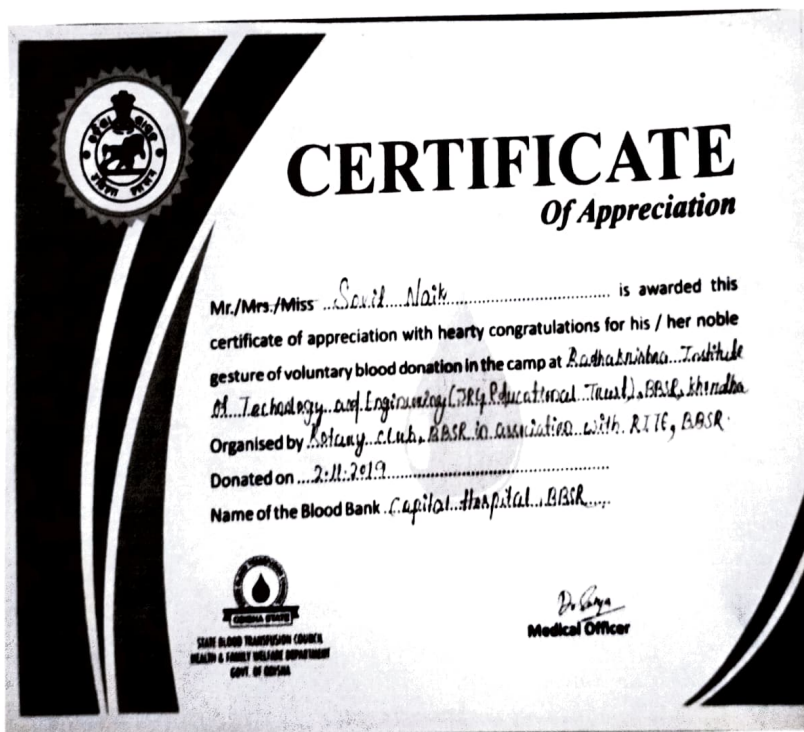 CERTIFICATE
Of Appreciation
Mr./Mrs./Miss Naik is awarded this
certificate of appreciation with hearty congratulations for his / her noble
gesture of voluntary blood donation in the camp at Radhakrishna Institute
Of Technology and Engineering Educational Trust), BBSR, Khurdha
Organised by Rotary club, BBSR in association with RITE, BBSR.
Donated on 2.11.2019
Name of the Blood Bank Capital Hospital, BBSR
ODISHA STATE
STATE BLOOD TRANSFUSION COUNCIL
HEALTH & FAMILY WELFARE DEPARTMENT
GOVT. OF ODISHA
Medical Officer